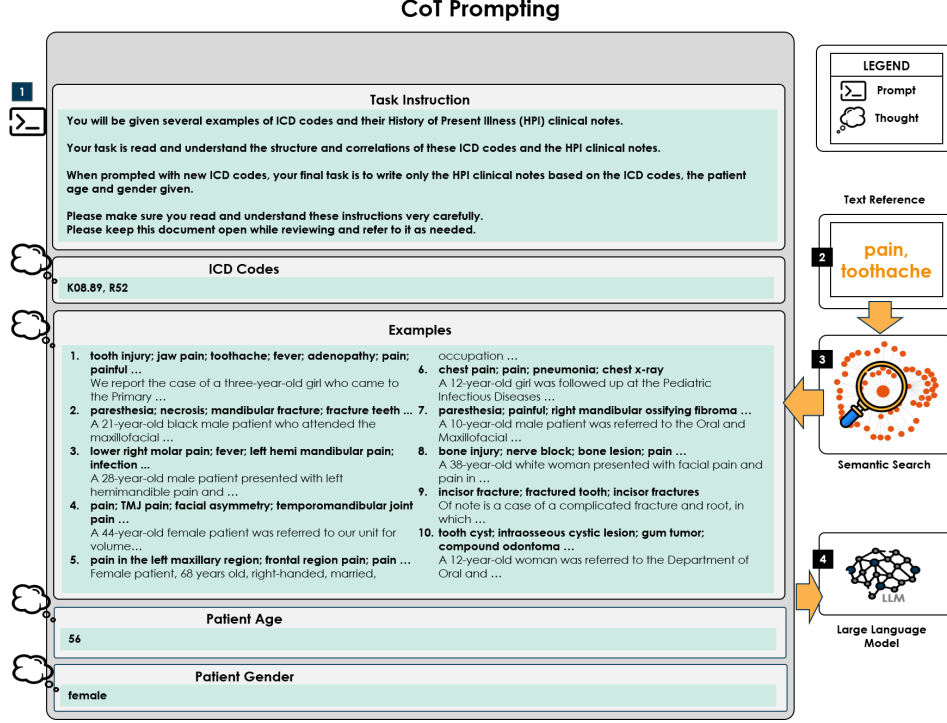 CoT Prompting
1
Task Instruction
You will be given several examples of ICD codes and their History of Present Illness (HPI) clinical notes.
Your task is read and understand the structure and correlations of these ICD codes and the HPI clinical notes.
When prompted with new ICD codes, your final task is to write only the HPI clinical notes based on the ICD codes, the patient
age and gender given.
Please make sure you read and understand these instructions very carefully.
Please keep this document open while reviewing and refer to it as needed.
ICD Codes
K08.89, R52
Examples
1. tooth injury; jaw pain; toothache; fever; adenopathy; pain;
painful ...
We report the case of a three-year-old girl who came to
the Primary ...
2. paresthesia; necrosis; mandibular fracture; fracture teeth ...
A 21-year-old black male patient who attended the
maxillofacial ...
3. lower right molar pain; fever; left hemi mandibular pain;
infection ...
A 28-year-old male patient presented with left
hemimandible pain and ...
4. pain; TMJ pain; facial asymmetry; temporomandibular joint
pain ...
A 44-year-old female patient was referred to our unit for
volume...
5. pain in the left maxillary region; frontal region pain; pain ...
Female patient, 68 years old, right-handed, married,
occupation ...
6. chest pain; pain; pneumonia; chest x-ray
A 12-year-old girl was followed up at the Pediatric
Infectious Diseases ...
7. paresthesia; painful; right mandibular ossifying fibroma ...
A 10-year-old male patient was referred to the Oral and
Maxillofacial ...
8. bone injury; nerve block; bone lesion; pain ...
A 38-year-old white woman presented with facial pain and
pain in ...
9. incisor fracture; fractured tooth; incisor fractures
Of note is a case of a complicated fracture and root, in
which ...
10. tooth cyst; intraosseous cystic lesion; gum tumor;
compound odontoma ...
A 12-year-old woman was referred to the Department of
Oral and ...
Patient Age
56
Patient Gender
female
LEGEND
Prompt
Thought
Text Reference
2
pain,
toothache
3
Semantic Search
4
LLM
Large Language
Model